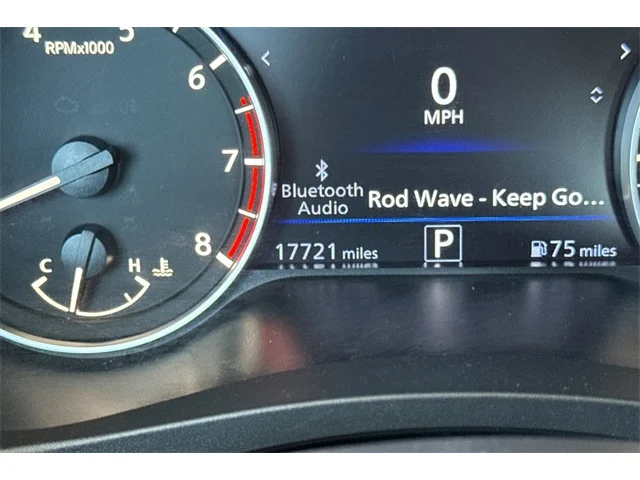 4 5
RPMx1000
6
7
8
C H
0
MPH
Bluetooth
Audio
Rod Wave - Keep Go...
17721 miles
P
75 miles